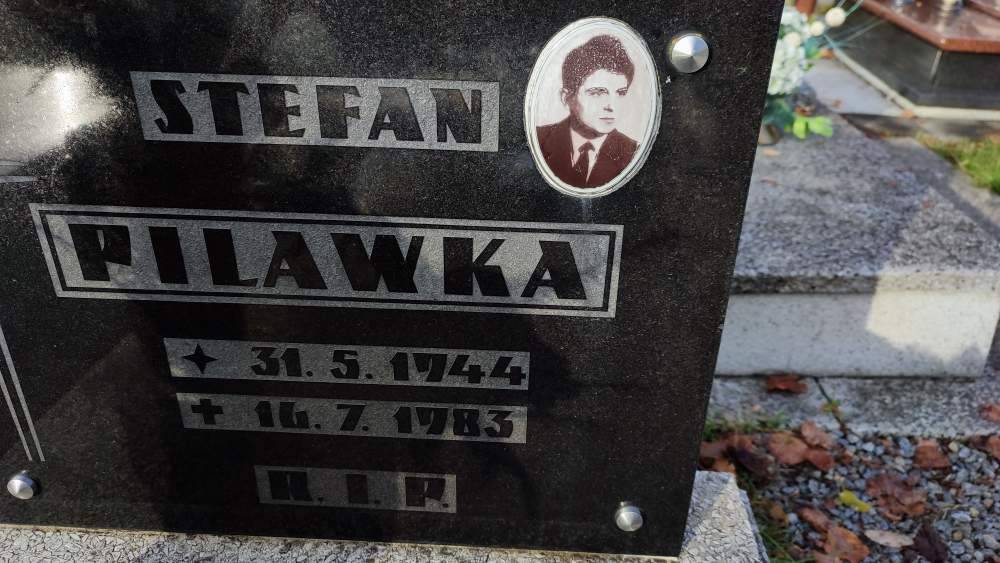 STEFAN
PILAWKA
31. 5. 1944
16. 7. 1983
R. I. P.